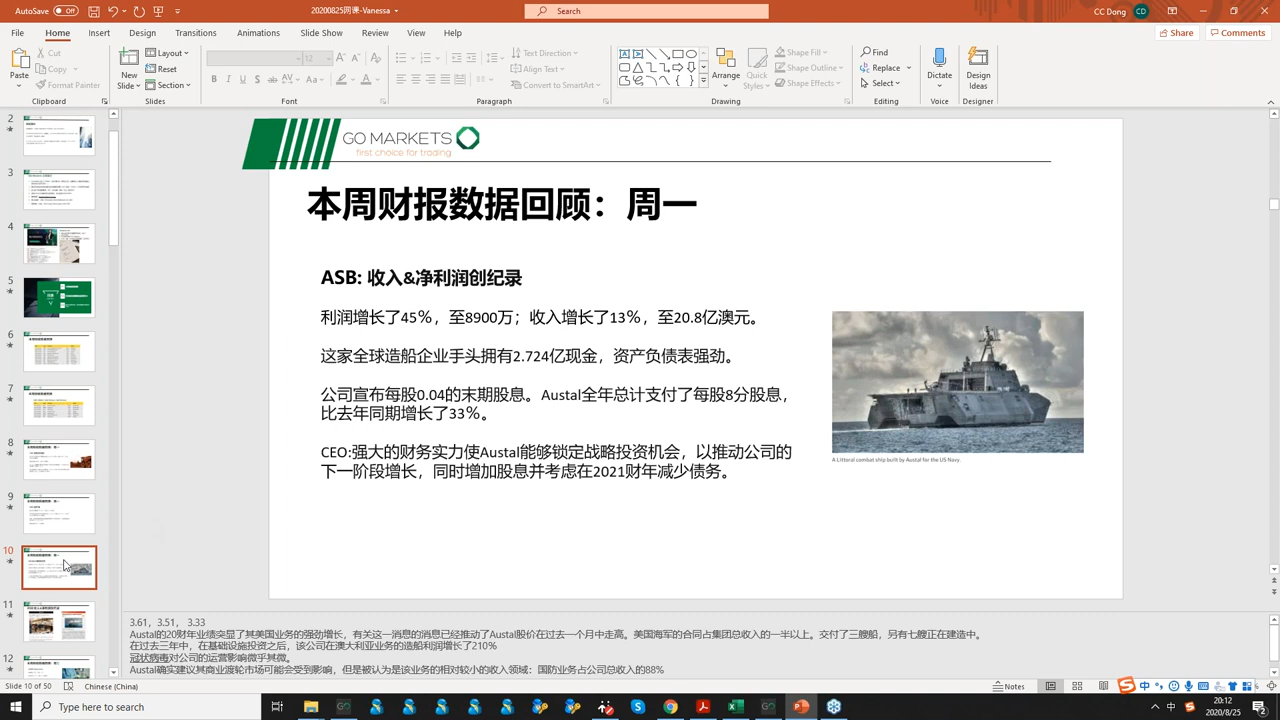 AutoSave
20200825网课-
Search
CC Ding
File
Home
Insert
Design
Transitions
Animations
Slide Show
Review
View
Help
Share
Comments
Paste
Cut
Copy
Format Painter
Clipboard
New
Slide
Layout
Reset
Section
Slides
12
Font
Text Direction
Align Text
Convert to SmartArt
Paragraph
Arrange
Quick
Styles
Shape Fill
Shape Outline
Shape Effects
Drawing
Find
Replace
Select
Editing
Dictate
Voice
Design
Ideas
Designer
GO MARKETS
first choice for trading
本周财报数据回顾：周一
ASB: 收入&净利润创纪录
利润增长了45%，至8900万；收入增长了13%，至20.8亿澳元。
这家全球造船企业手头拥有2.724亿现金，资产负债表强劲。
公司宣布每股0.04的末期股息。Austal全年总计支付了每股8分股息，
比去年同期增长了33%。
CEO:强大的财务实力使Austal能够锁定战略投资机会，以推动公司的
下一阶段增长，同时增加股息并考虑在2021财年减少债务。
A Littoral combat ship built by Austal for the US Navy.
3
4
5
6
7
8
9
10
11
12
3.61，3.51， 3.33
Austal的20财年业绩突显了其美国业务的强劲增长，有关这一消息的消息已经推动了Austal股价在过去一个月中走高。美国海军的合同占集团总收入的一半以上。交付了三艘船，另有七艘正在建造中。
在过去三年中，在基础设施投资之后，该公司在澳大利亚业务的造船利润增长了210%
冠状病毒对公司的运营影响微乎其微。
Austal确实建议其商业渡轮市场可能会受到影响，但是被认为是该业务的相对较小的收入领域：国防业务占公司总收入的88%
Slide 10 of 50
Chinese (China)
Notes
中
Type here to search
20:12
2020/8/25